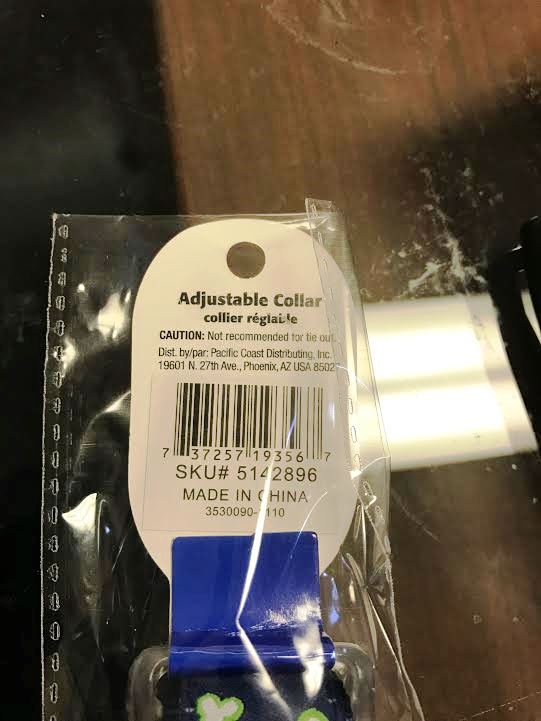 Adjustable Collar
collier réglable
CAUTION: Not recommended for tie out
Dist. by/par: Pacific Coast Distributing, Inc.
19601 N. 27th Ave., Phoenix, AZ USA 8502
7 37257 19356 7
SKU# 5142896
MADE IN CHINA